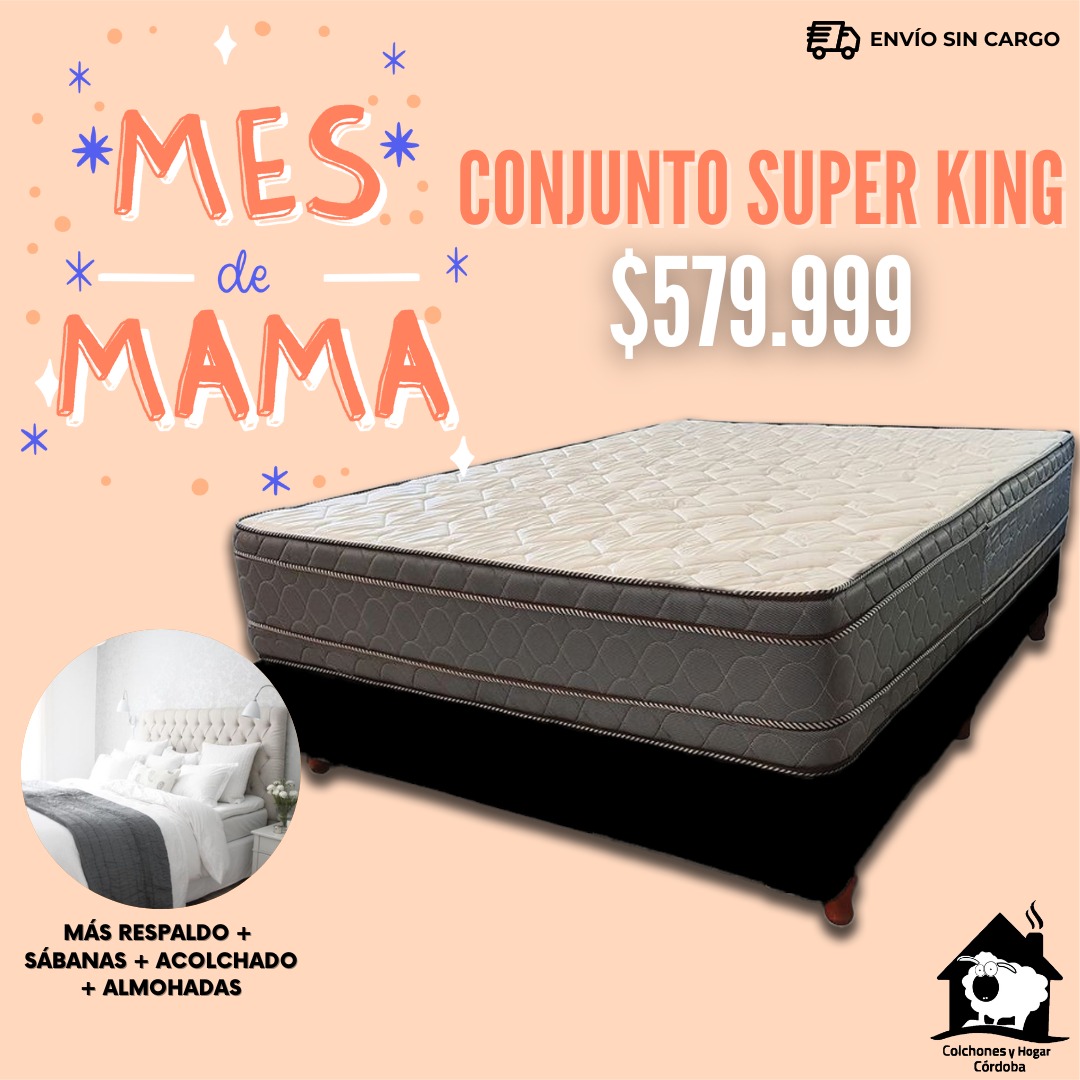 ENVÍO SIN CARGO
MES
de
MAMA
CONJUNTO SUPER KING
$579.999
MÁS RESPALDO +
SÁBANAS + ACOLCHADO
+ ALMOHADAS
Colchones y Hogar
Córdoba